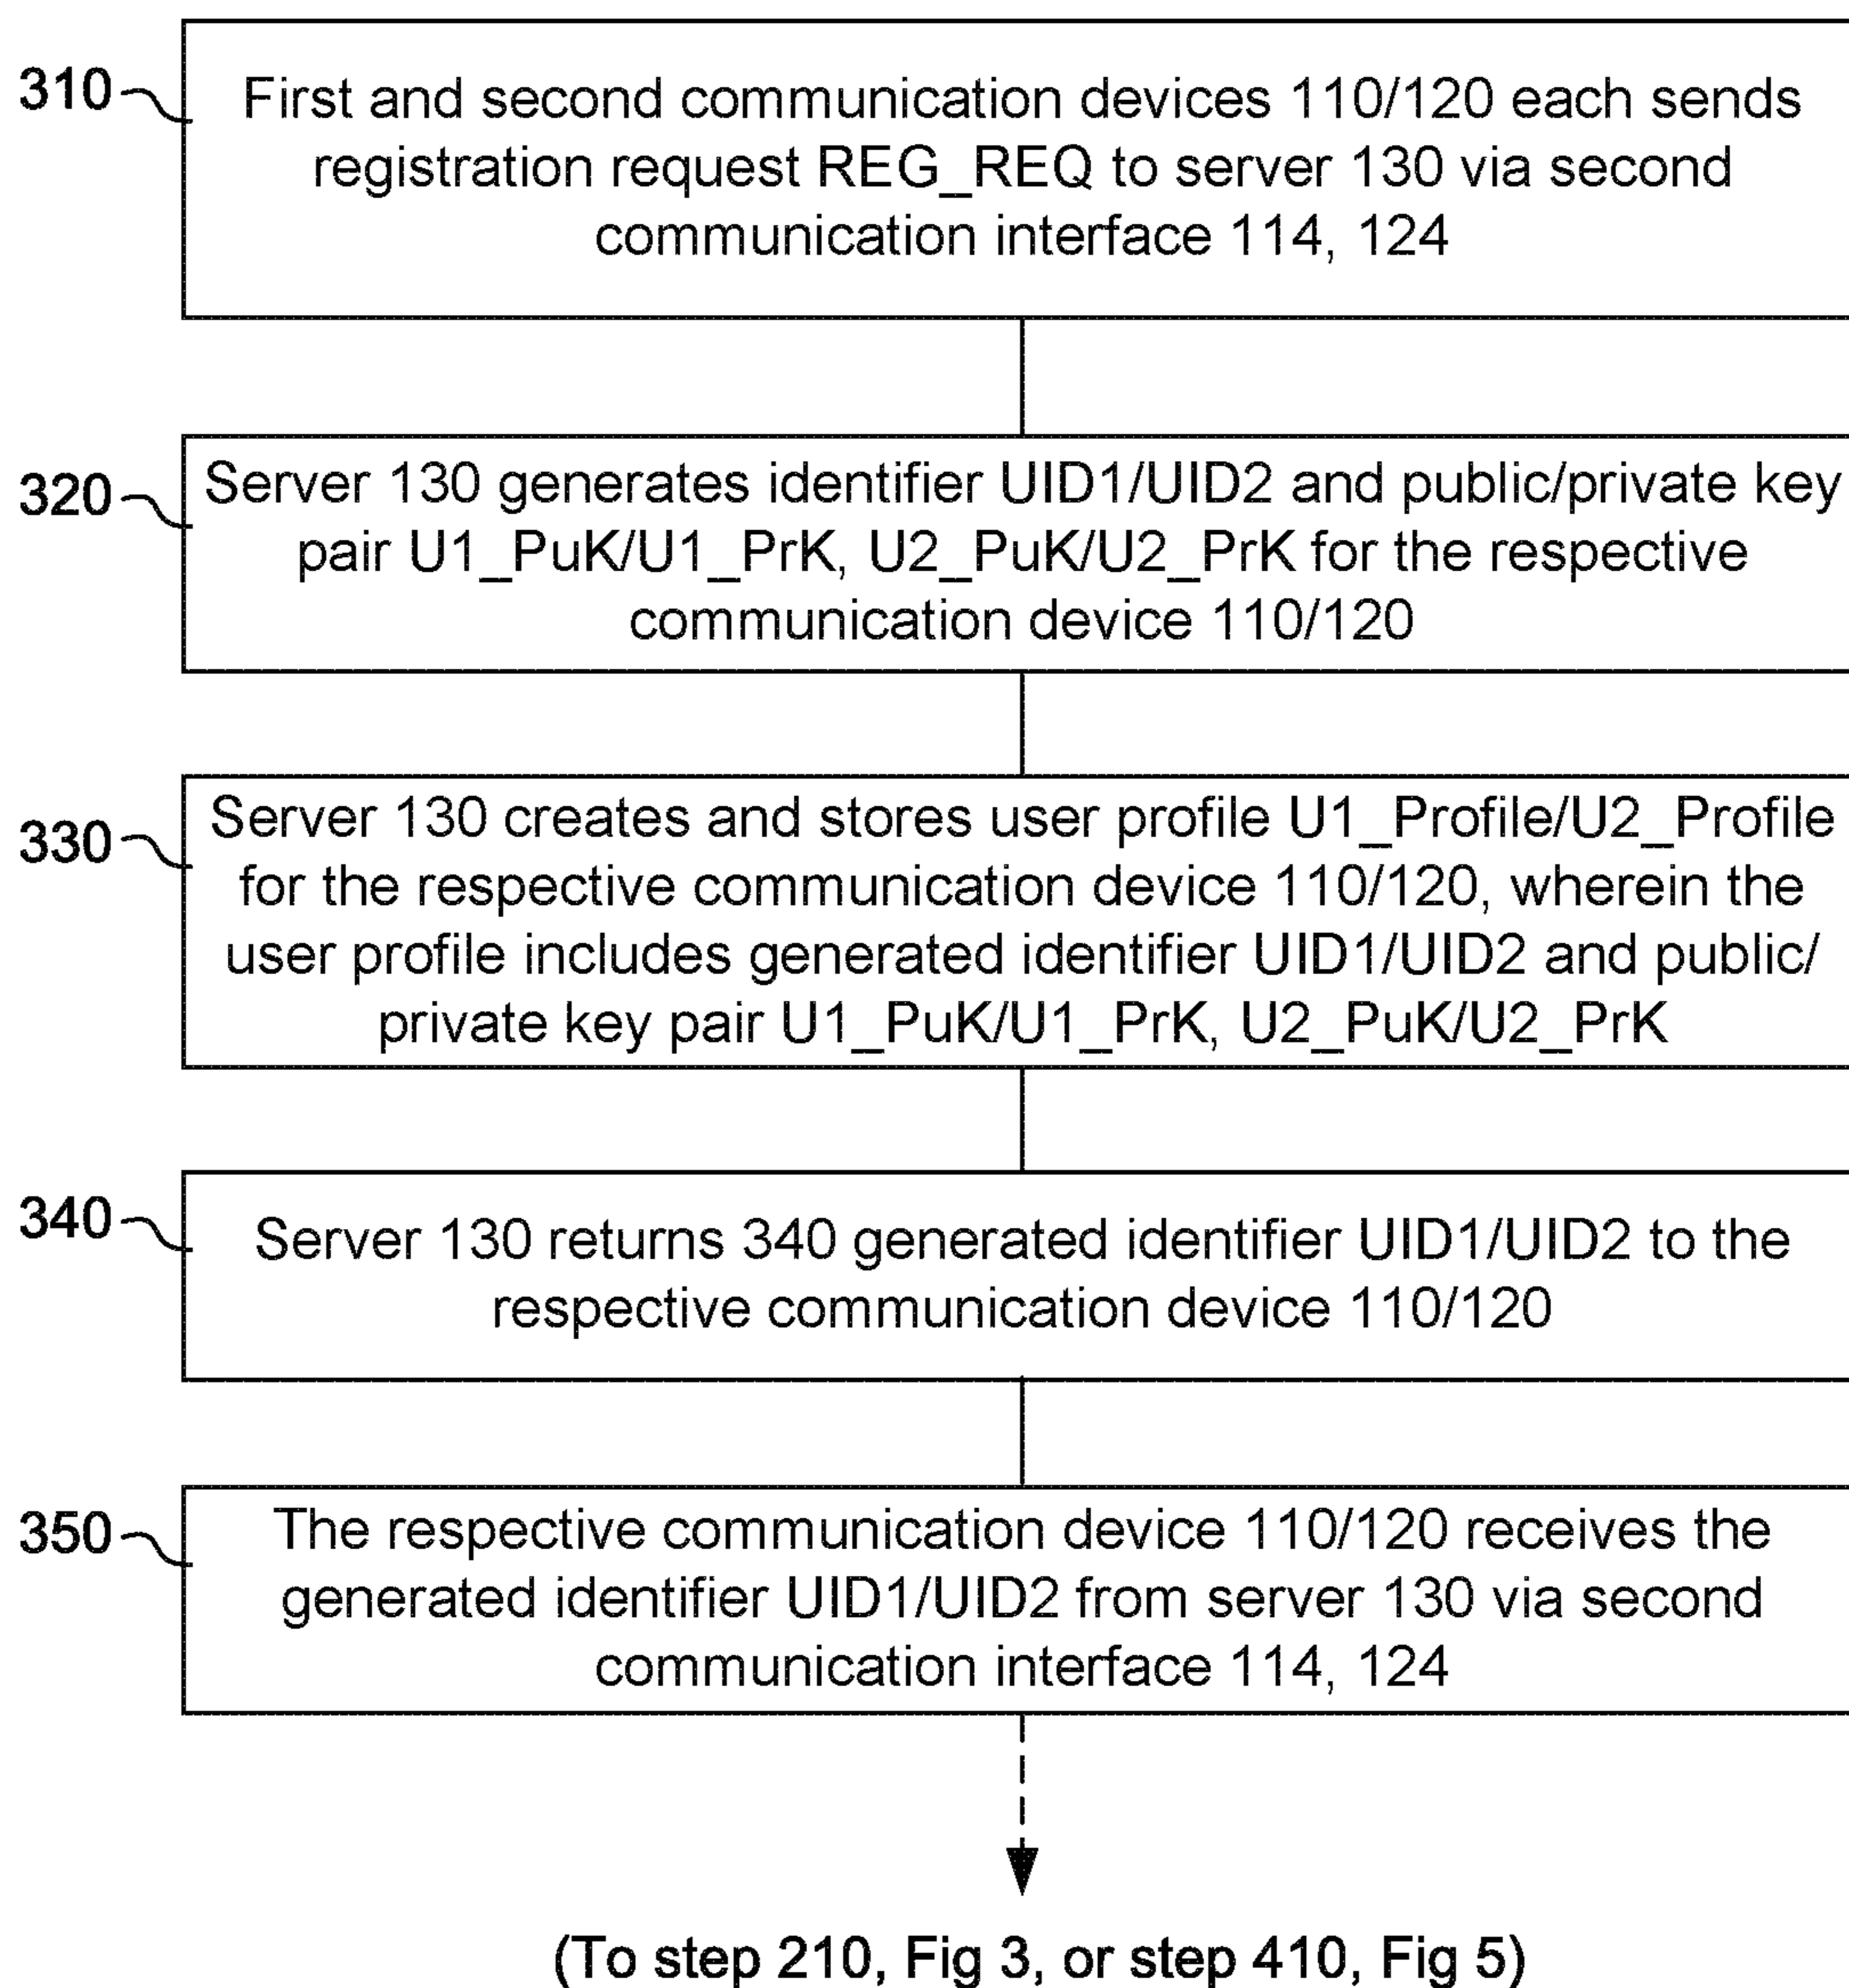 310
First and second communication devices 110/120 each sends
registration request REG_REQ to server 130 via second
communication interface 114, 124
320
Server 130 generates identifier UID1/UID2 and public/private key
pair U1_PuK/U1_PrK, U2_PuK/U2_PrK for the respective
communication device 110/120
330
Server 130 creates and stores user profile U1_Profile/U2_Profile
for the respective communication device 110/120, wherein the
user profile includes generated identifier UID1/UID2 and public/
private key pair U1_PuK/U1_PrK, U2_PuK/U2_PrK
340
Server 130 returns 340 generated identifier UID1/UID2 to the
respective communication device 110/120
350
The respective communication device 110/120 receives the
generated identifier UID1/UID2 from server 130 via second
communication interface 114, 124
(To step 210, Fig 3, or step 410, Fig 5)